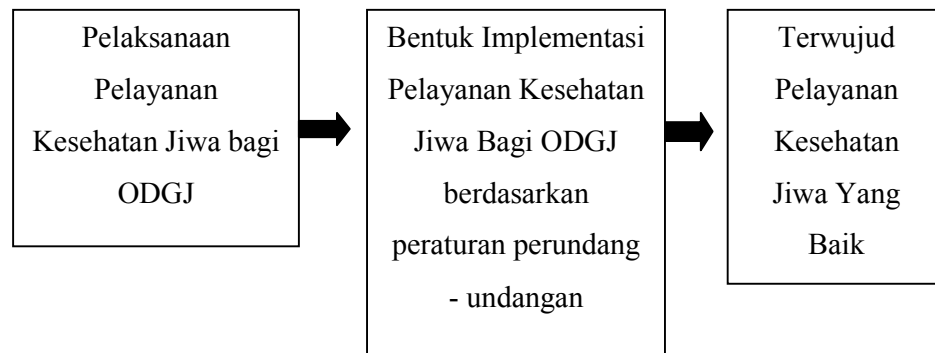 Pelaksanaan
Pelayanan
Kesehatan Jiwa bagi
ODGJ
Bentuk Implementasi
Pelayanan Kesehatan
Jiwa Bagi ODGJ
berdasarkan
peraturan perundang
- undangan
Terwujud
Pelayanan
Kesehatan
Jiwa Yang
Baik